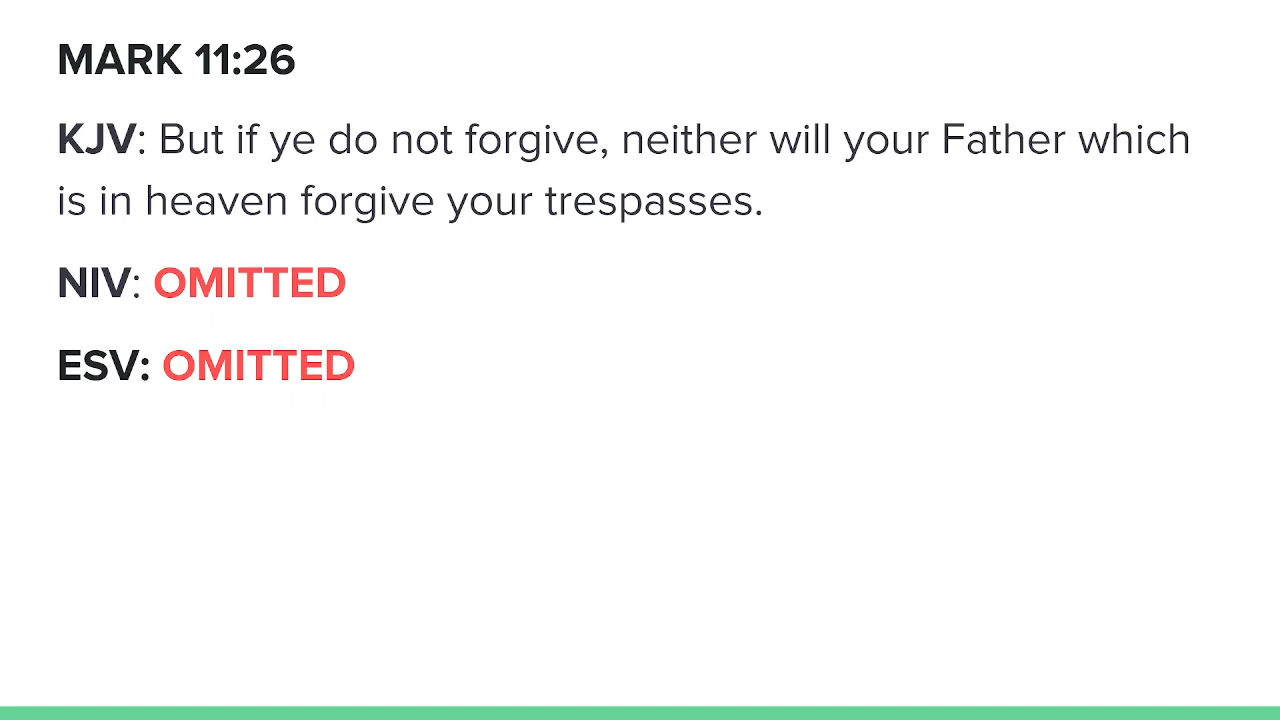 MARK 11:26
KJV: But if ye do not forgive, neither will your Father which
is in heaven forgive your trespasses.
NIV: OMITTED
ESV: OMITTED